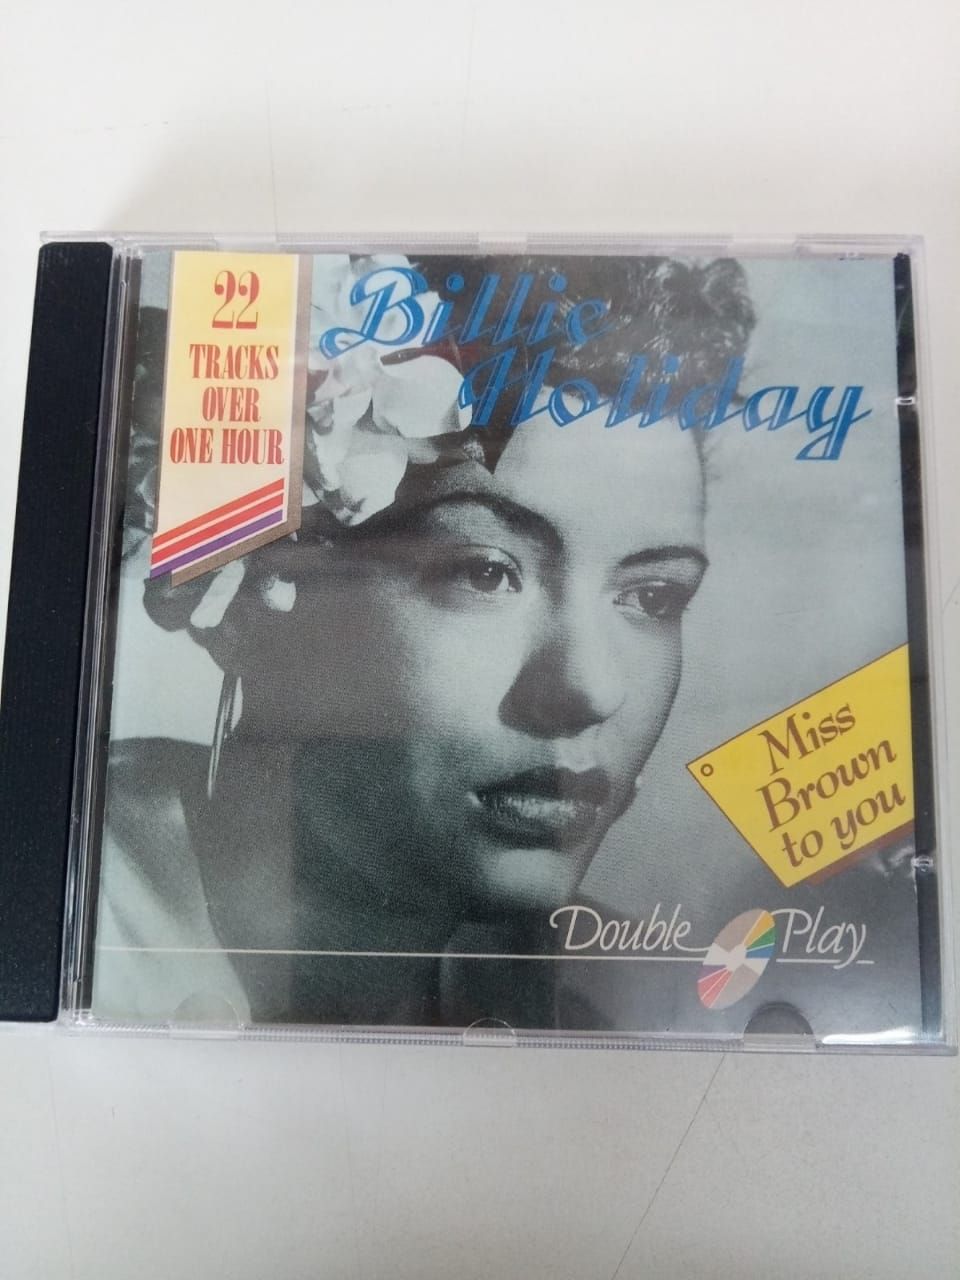 22
TRACKS
OVER
ONE HOUR
Billie
Holiday
Miss
Brown
to you
Double Play